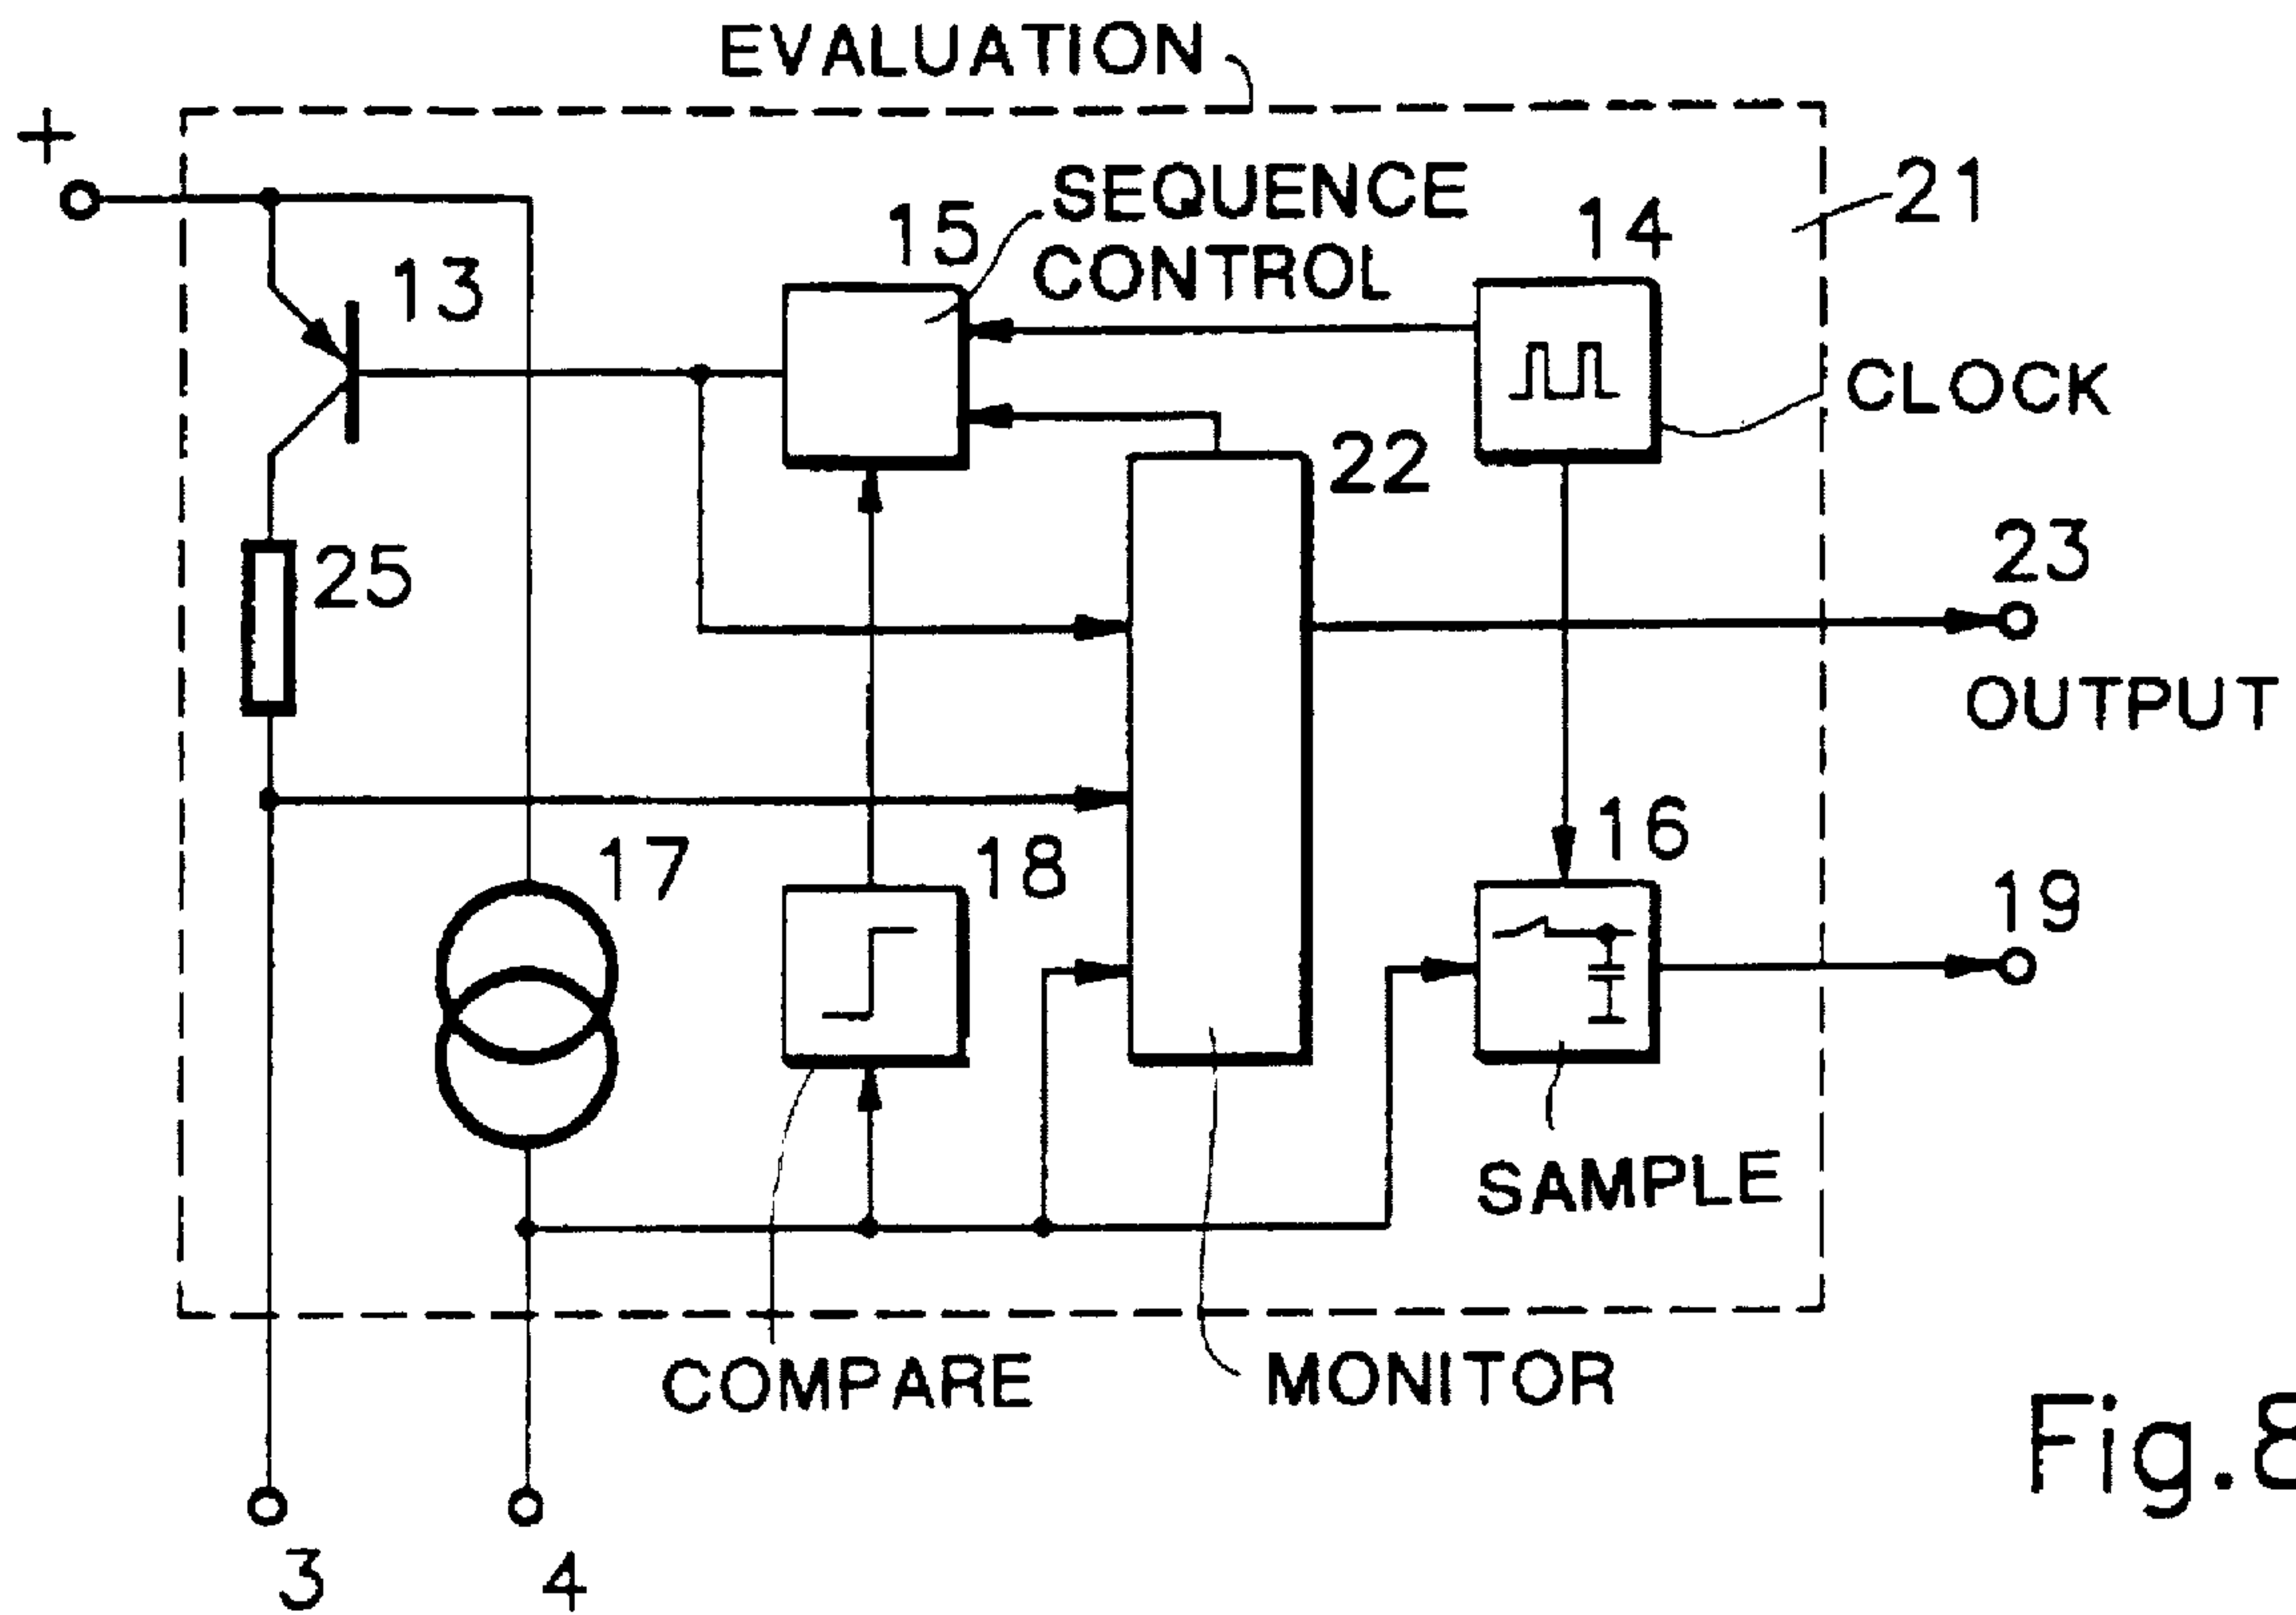 EVALUATION
+
SEQUENCE
CONTROL
15
14
21
13
CLOCK
22
25
23
OUTPUT
17
18
16
19
SAMPLE
COMPARE
MONITOR
Fig.8
3
4